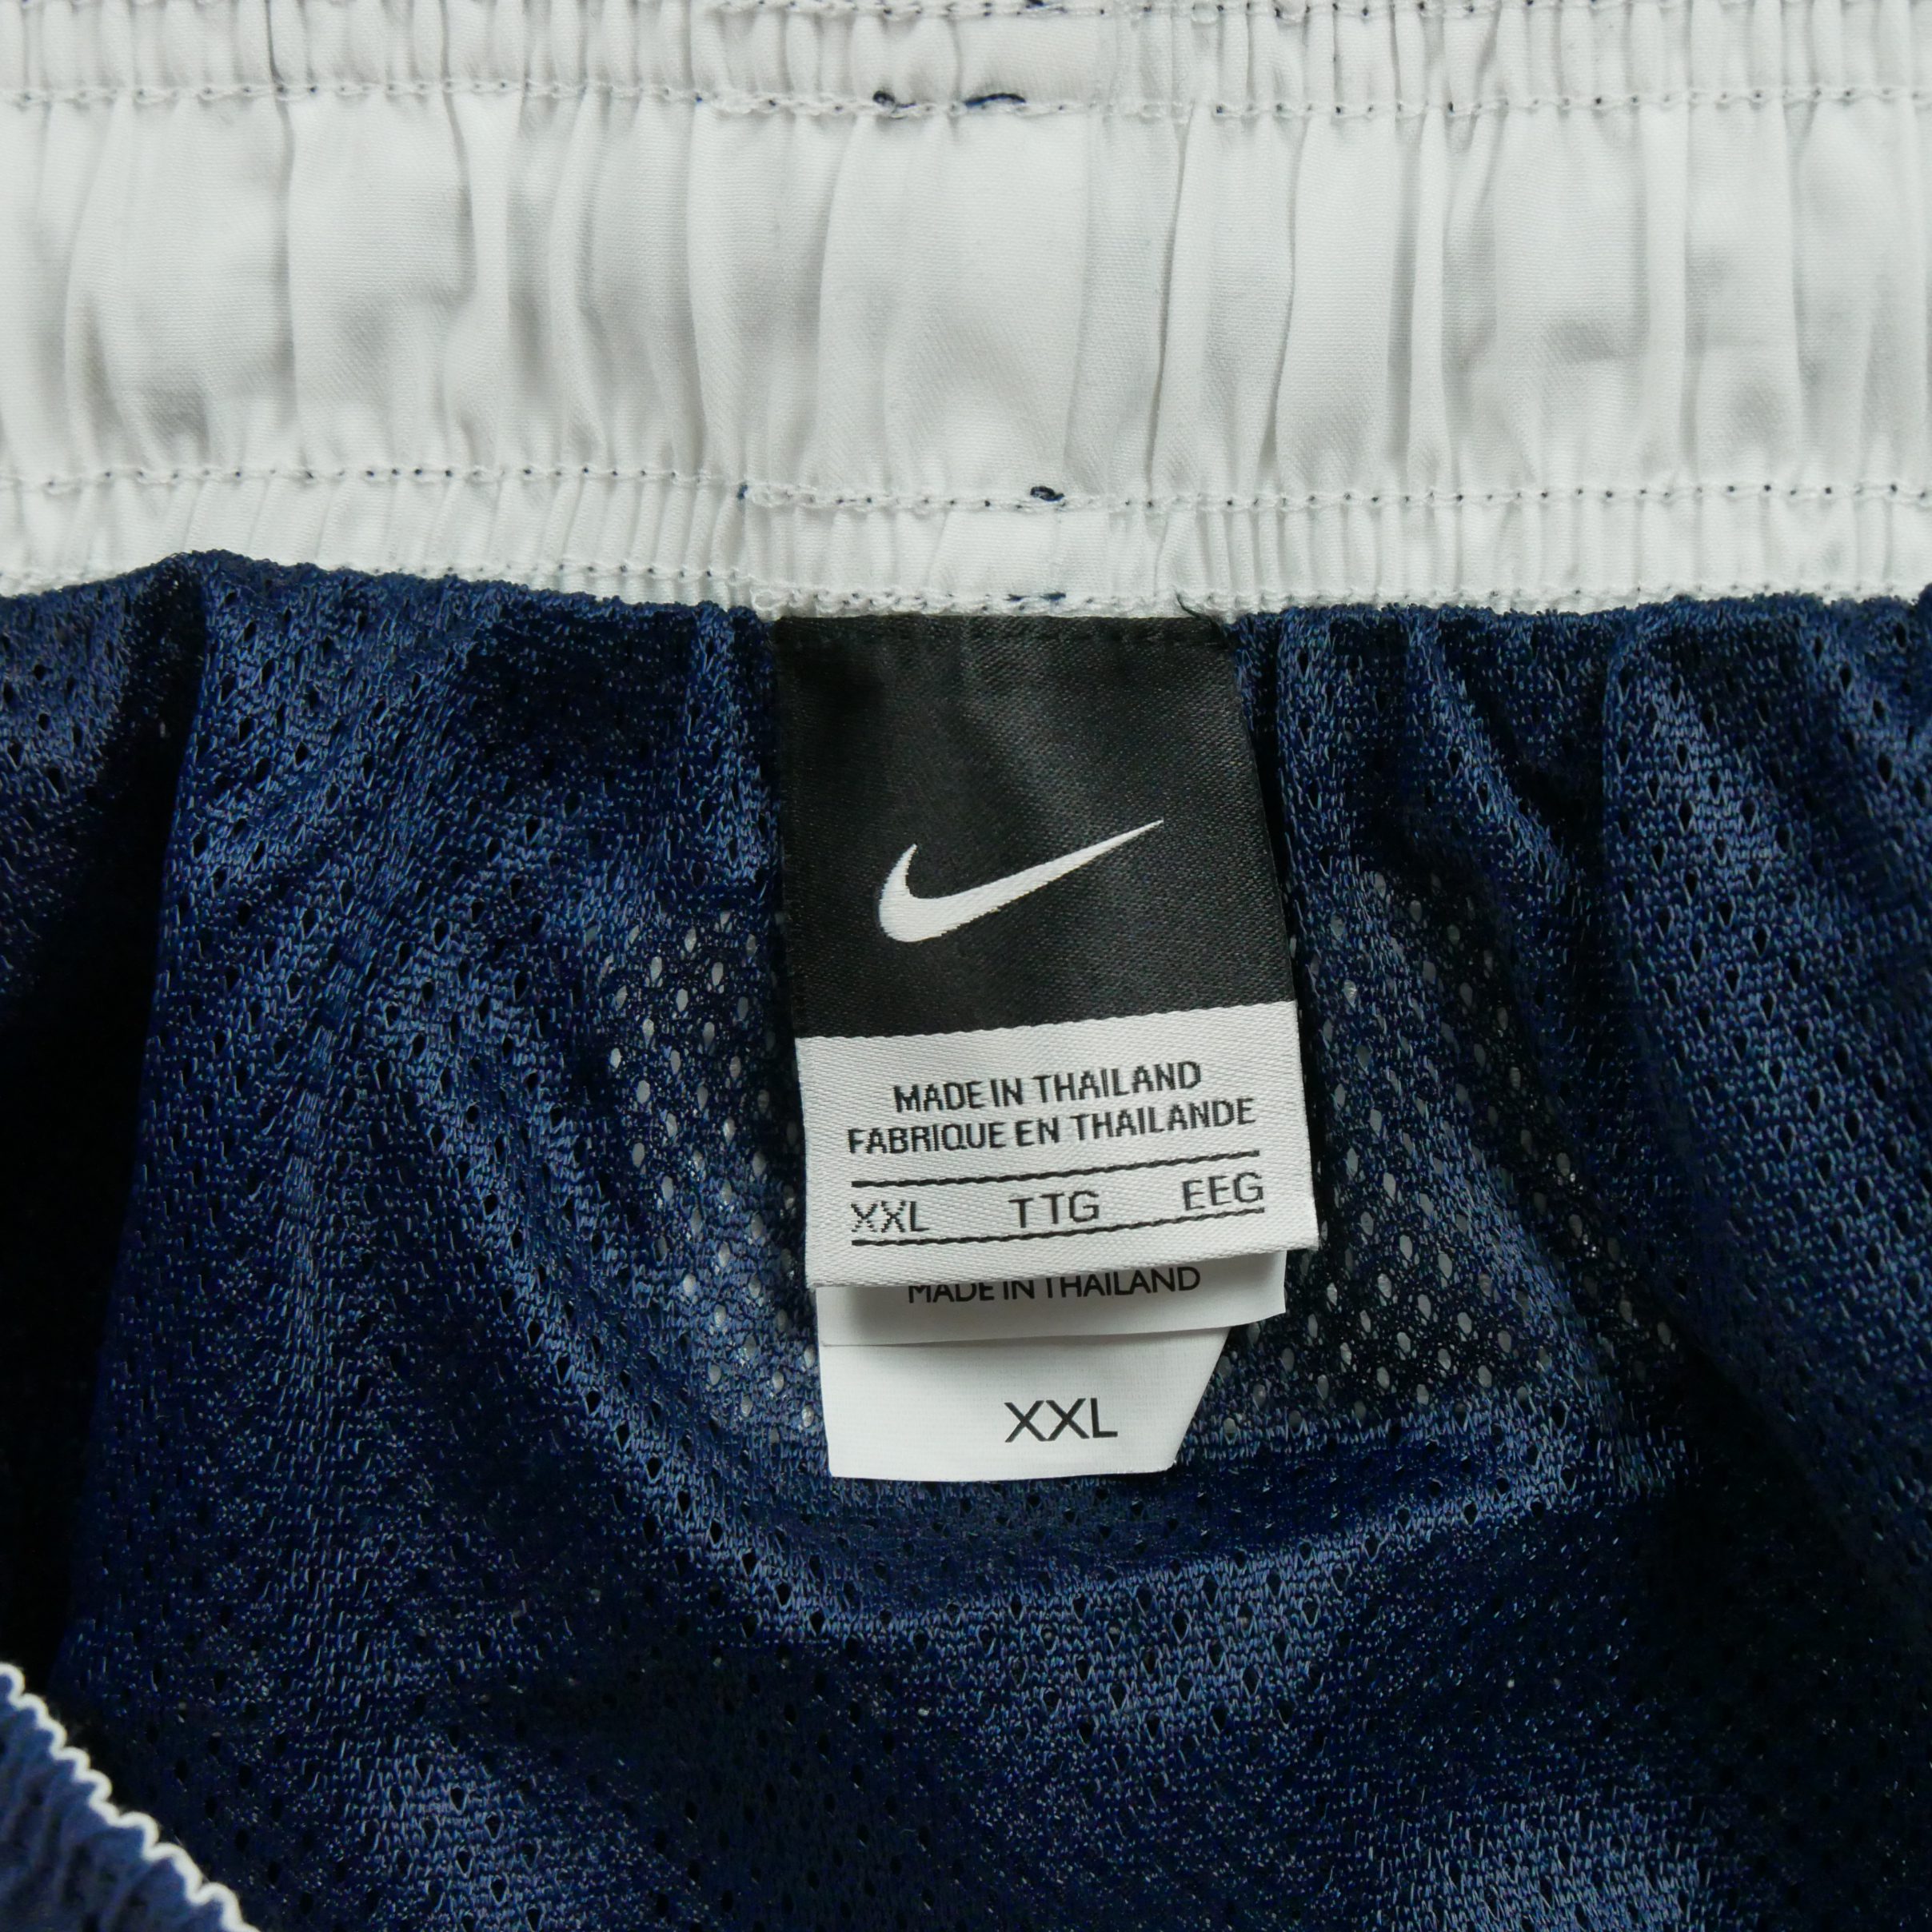 MADE IN THAILAND
FABRIQUE EN THAILANDE
XXL TTG EEG
MADE IN THAILAND
XXL